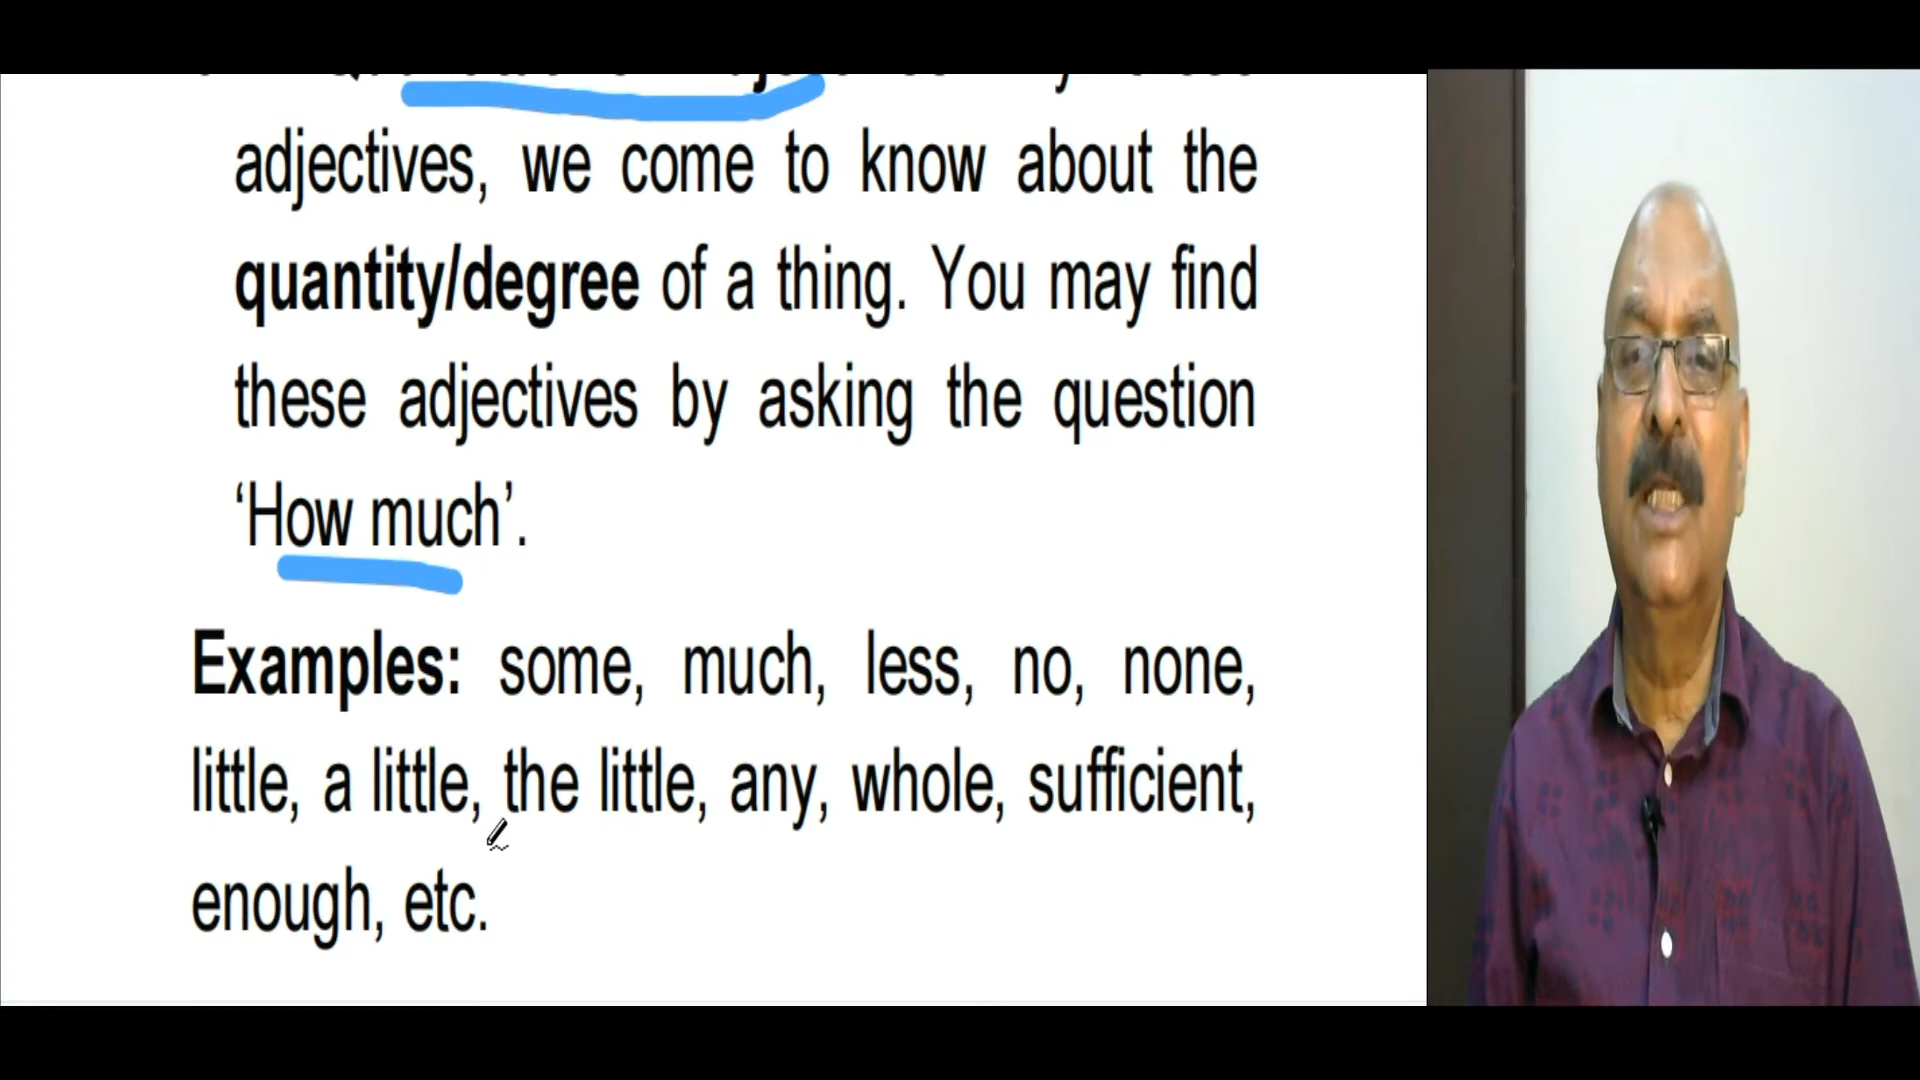 adjectives, we come to know about the
quantity/degree of a thing. You may find
these adjectives by asking the question
‘How much’.
Examples: some, much, less, no, none,
little, a little, the little, any, whole, sufficient,
enough, etc.